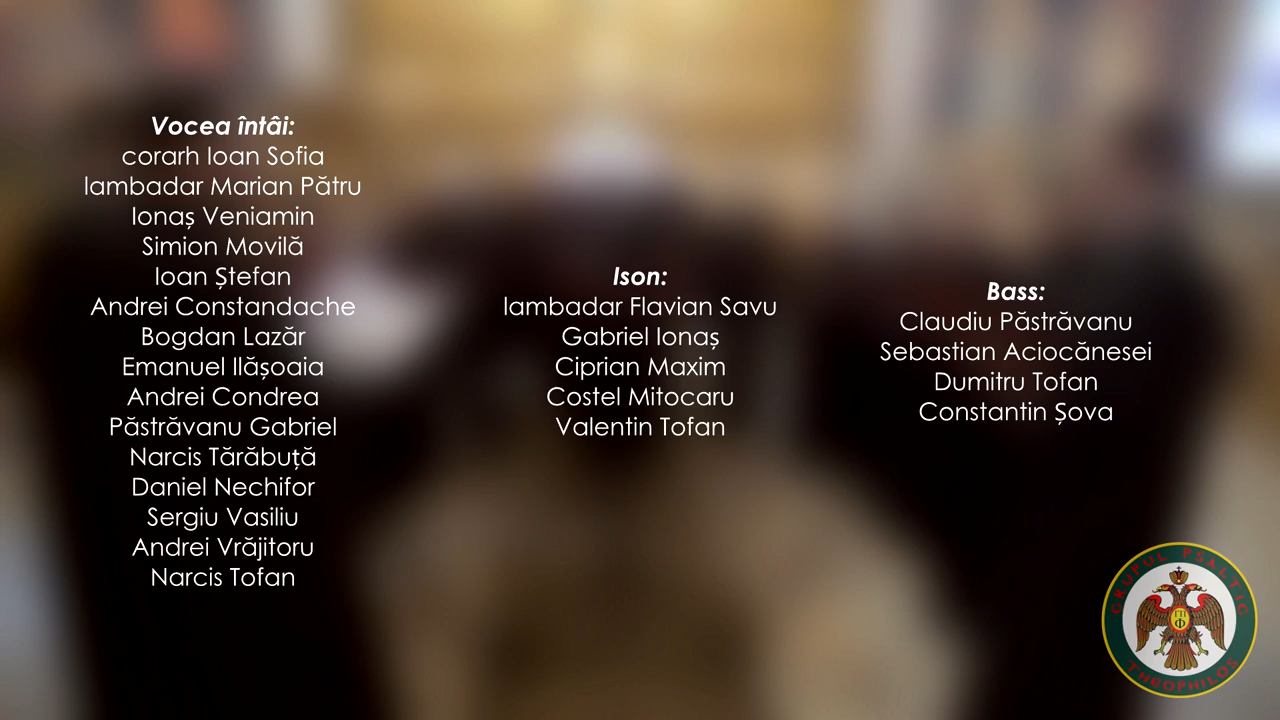 Vocea întâi:
corarh Ioan Sofia
lambadar Marian Pătru
Ionaș Veniamin
Simion Movilă
Ioan Ștefan
Andrei Constandache
Bogdan Lazăr
Emanuel Ilășoaia
Andrei Condrea
Păstrăvanu Gabriel
Narcis Tărăbuță
Daniel Nechifor
Sergiu Vasiliu
Andrei Vrăjitoru
Narcis Tofan
Ison:
lambadar Flavian Savu
Gabriel Ionaș
Ciprian Maxim
Costel Mitocaru
Valentin Tofan
Bass:
Claudiu Păstrăvanu
Sebastian Aciocănesei
Dumitru Tofan
Constantin Șova
GRUPUL PSALTIC
THEOPHILOS